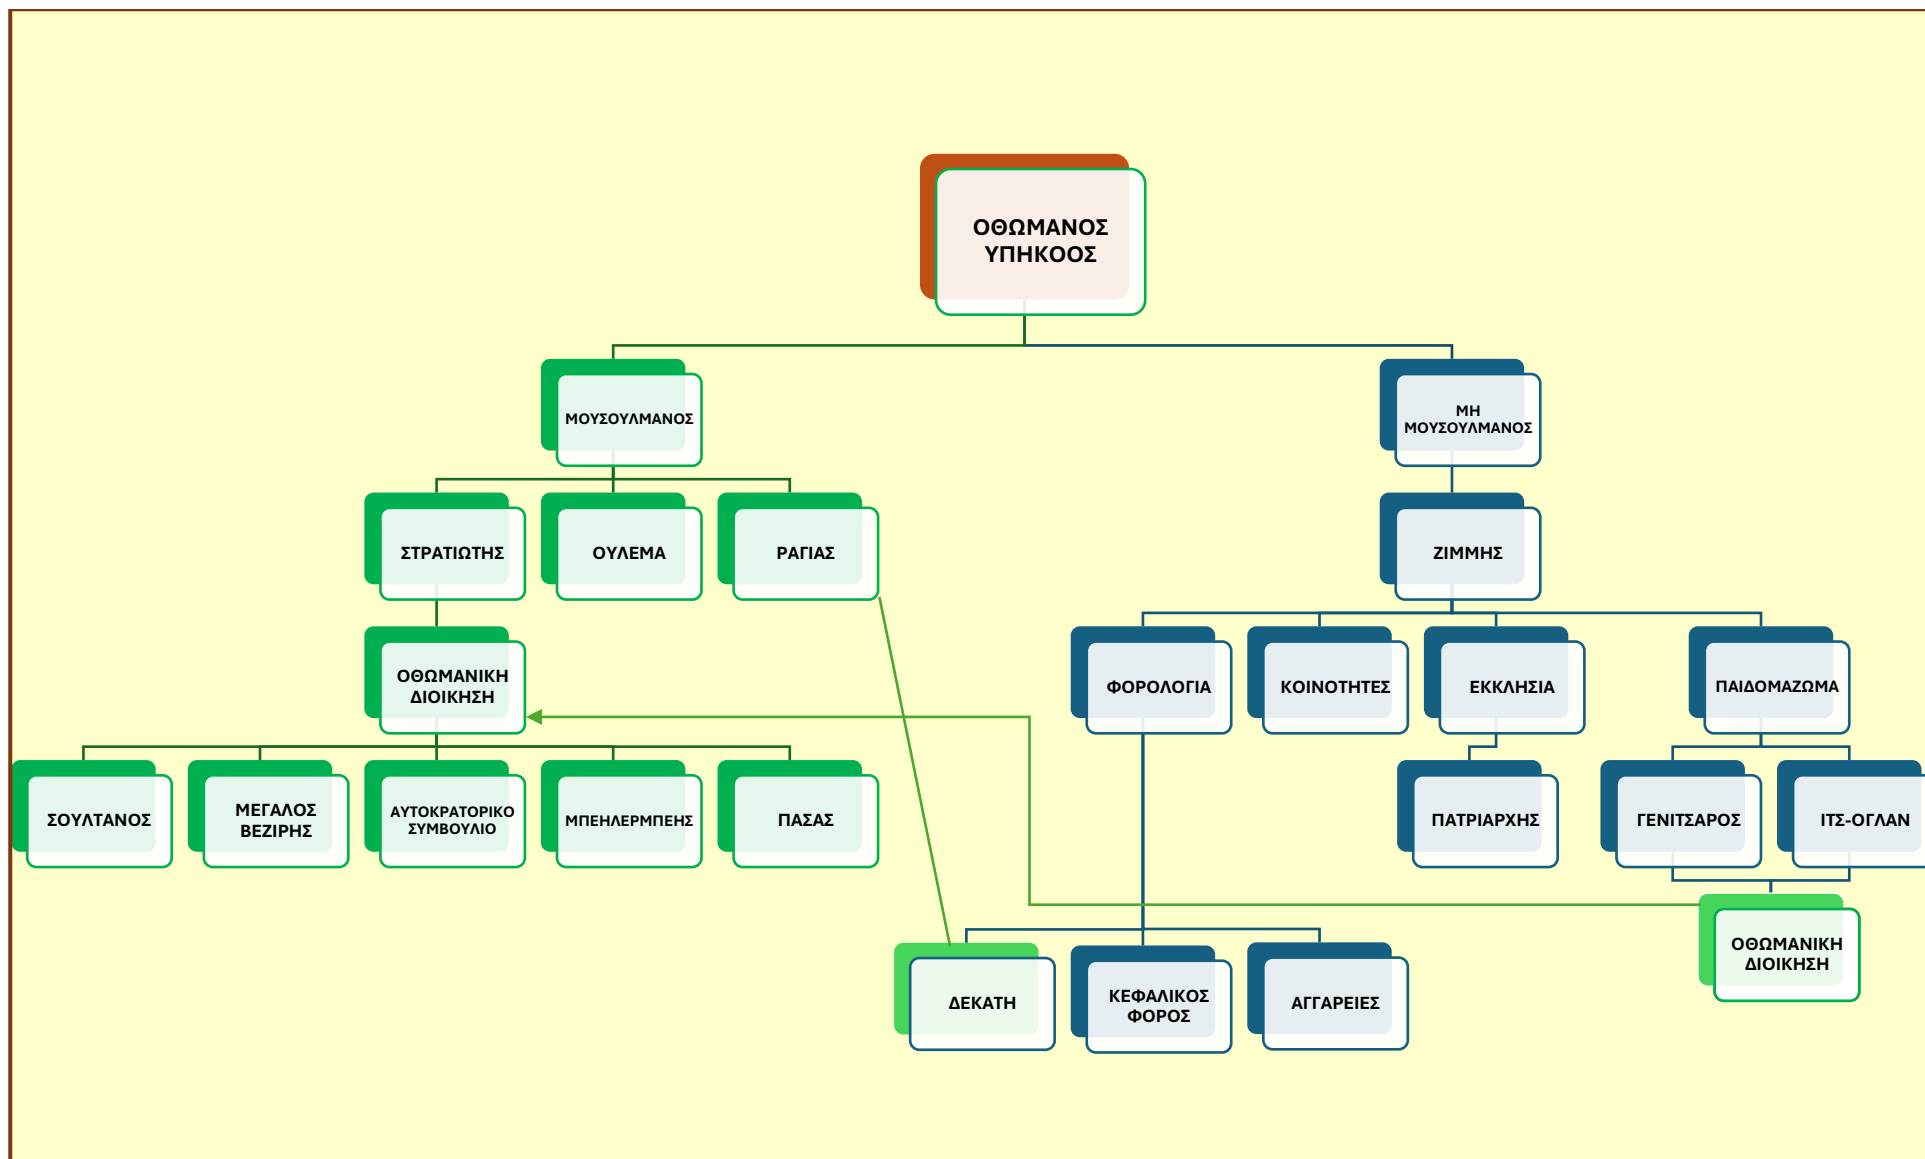 ΟΘΩΜΑΝΟΣ
ΥΠΗΚΟΟΣ
ΜΟΥΣΟΥΛΜΑΝΟΣ
ΜΗ
ΜΟΥΣΟΥΛΜΑΝΟΣ
ΣΤΡΑΤΙΩΤΗΣ
ΟΥΛΕΜΑ
ΡΑΓΙΑΣ
ΖΙΜΜΗΣ
ΟΘΩΜΑΝΙΚΗ
ΔΙΟΙΚΗΣΗ
ΦΟΡΟΛΟΓΙΑ
ΚΟΙΝΟΤΗΤΕΣ
ΕΚΚΛΗΣΙΑ
ΠΑΙΔΟΜΑΖΩΜΑ
ΣΟΥΛΤΑΝΟΣ
ΜΕΓΑΛΟΣ
ΒΕΖΙΡΗΣ
ΑΥΤΟΚΡΑΤΟΡΙΚΟ
ΣΥΜΒΟΥΛΙΟ
ΜΠΕΗΛΕΡΜΠΕΗΣ
ΠΑΣΑΣ
ΠΑΤΡΙΑΡΧΗΣ
ΓΕΝΙΤΣΑΡΟΣ
ΙΤΣ-ΟΓΛΑΝ
ΔΕΚΑΤΗ
ΚΕΦΑΛΙΚΟΣ
ΦΟΡΟΣ
ΑΓΓΑΡΕΙΕΣ
ΟΘΩΜΑΝΙΚΗ
ΔΙΟΙΚΗΣΗ